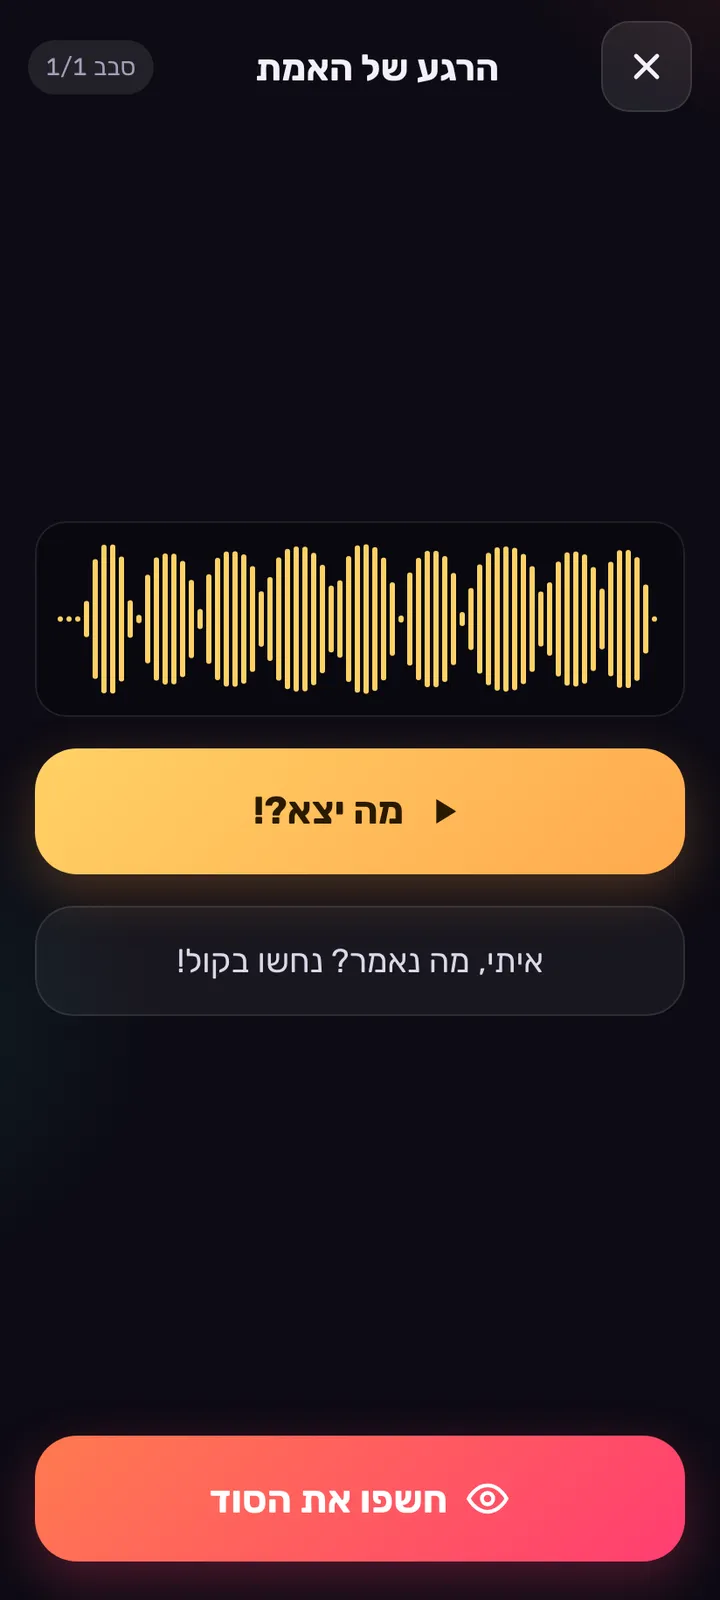 הרגע של האמת
סבב 1/1
מה יצא?!
איתי, מה נאמר? נחשו בקול!
חשפו את הסוד